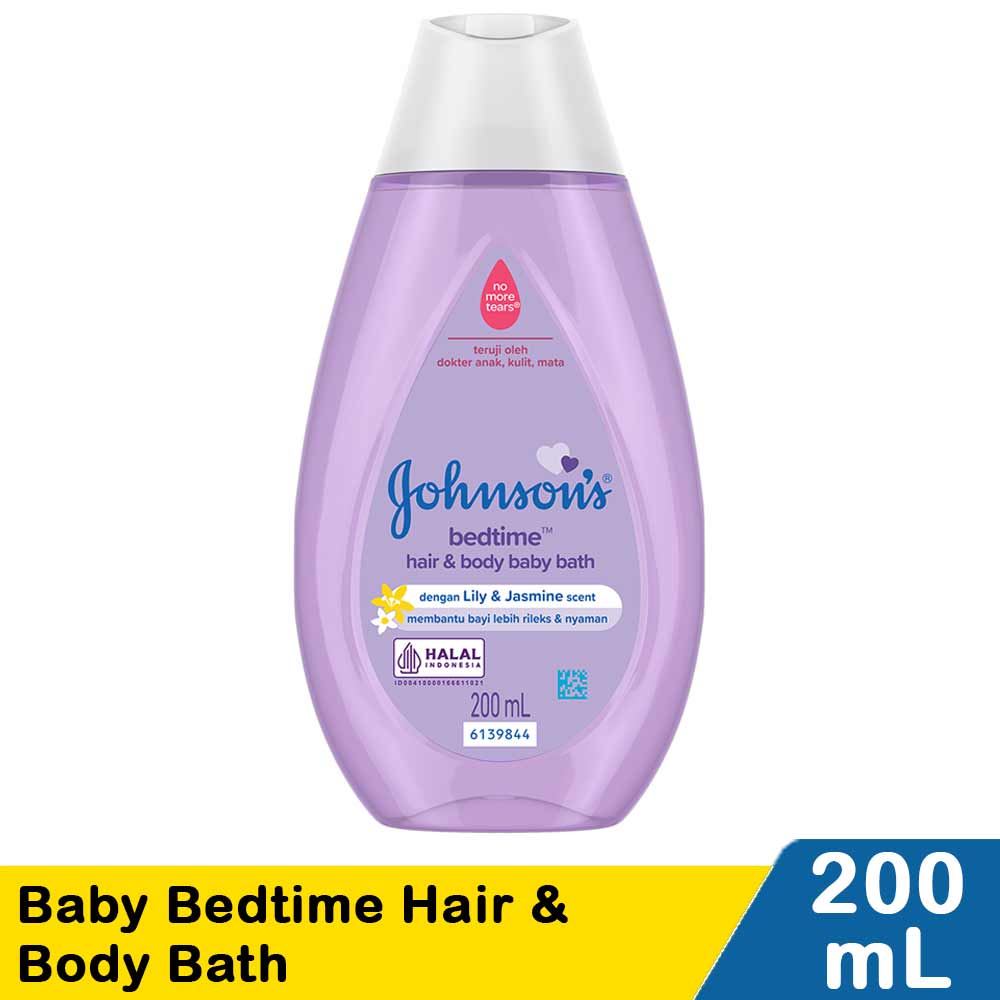 no
more
tears®
teruji oleh
dokter anak, kulit, mata
Johnson's®
bedtime™
hair & body baby bath
dengan Lily & Jasmine scent
membantu bayi lebih rileks & nyaman
HALAL
INDONESIA
ID00410000166611021
200 mL
6139844
Baby Bedtime Hair &
Body Bath
200
mL